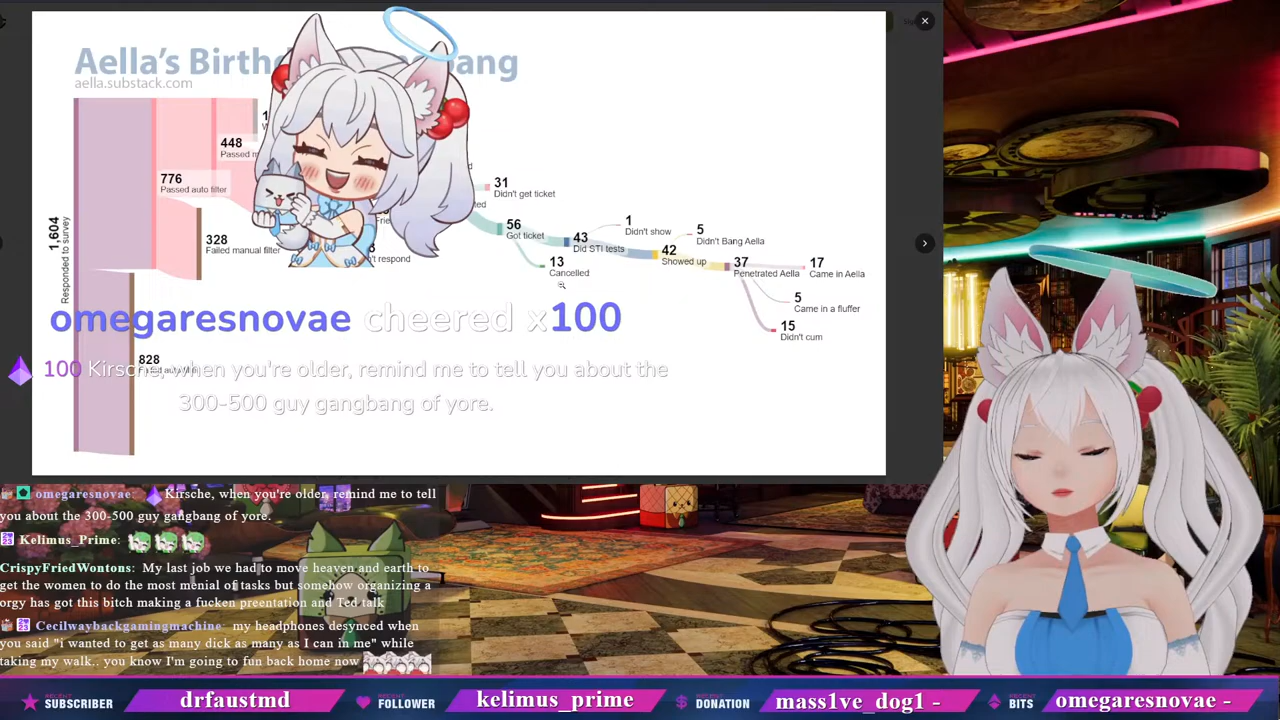 Aella's Birth ang
aella.substack.com
448
Passed m
776
Passed auto filter
328
Failed manual filter
1,604
Responded to survey
31
Didn't get ticket
56
Got ticket
13
Cancelled
43
Did STI tests
1
Didn't show
42
Showed up
5
Didn't Bang Aella
37
Penetrated Aella
17
Came in Aella
5
Came in a fluffer
15
Didn't cum
828
omegaresnovae cheered x100
100 Kirsche, when you're older, remind me to tell you about the
300-500 guy gangbang of yore.
omegaresnovae: Kirsche, when you're older, remind me to tell
you about the 300-500 guy gangbang of yore.
Kelimus_Prime:
CrispyFriedWontons: My last job we had to move heaven and earth to
get the women to do the most menial of tasks but somehow organizing a
orgy has got this bitch making a fucken preentation and Ted talk
Cecilwaybackgamingmachine: my headphones desynced when
you said "i wanted to get as many dick as many as I can in me" while
taking my walk.. you know I'm going to fun back home now
RECENT SUBSCRIBER drfaustmd RECENT FOLLOWER kelimus_prime RECENT DONATION mass1ve_dog1 - RECENT BITS omegaresnovae -